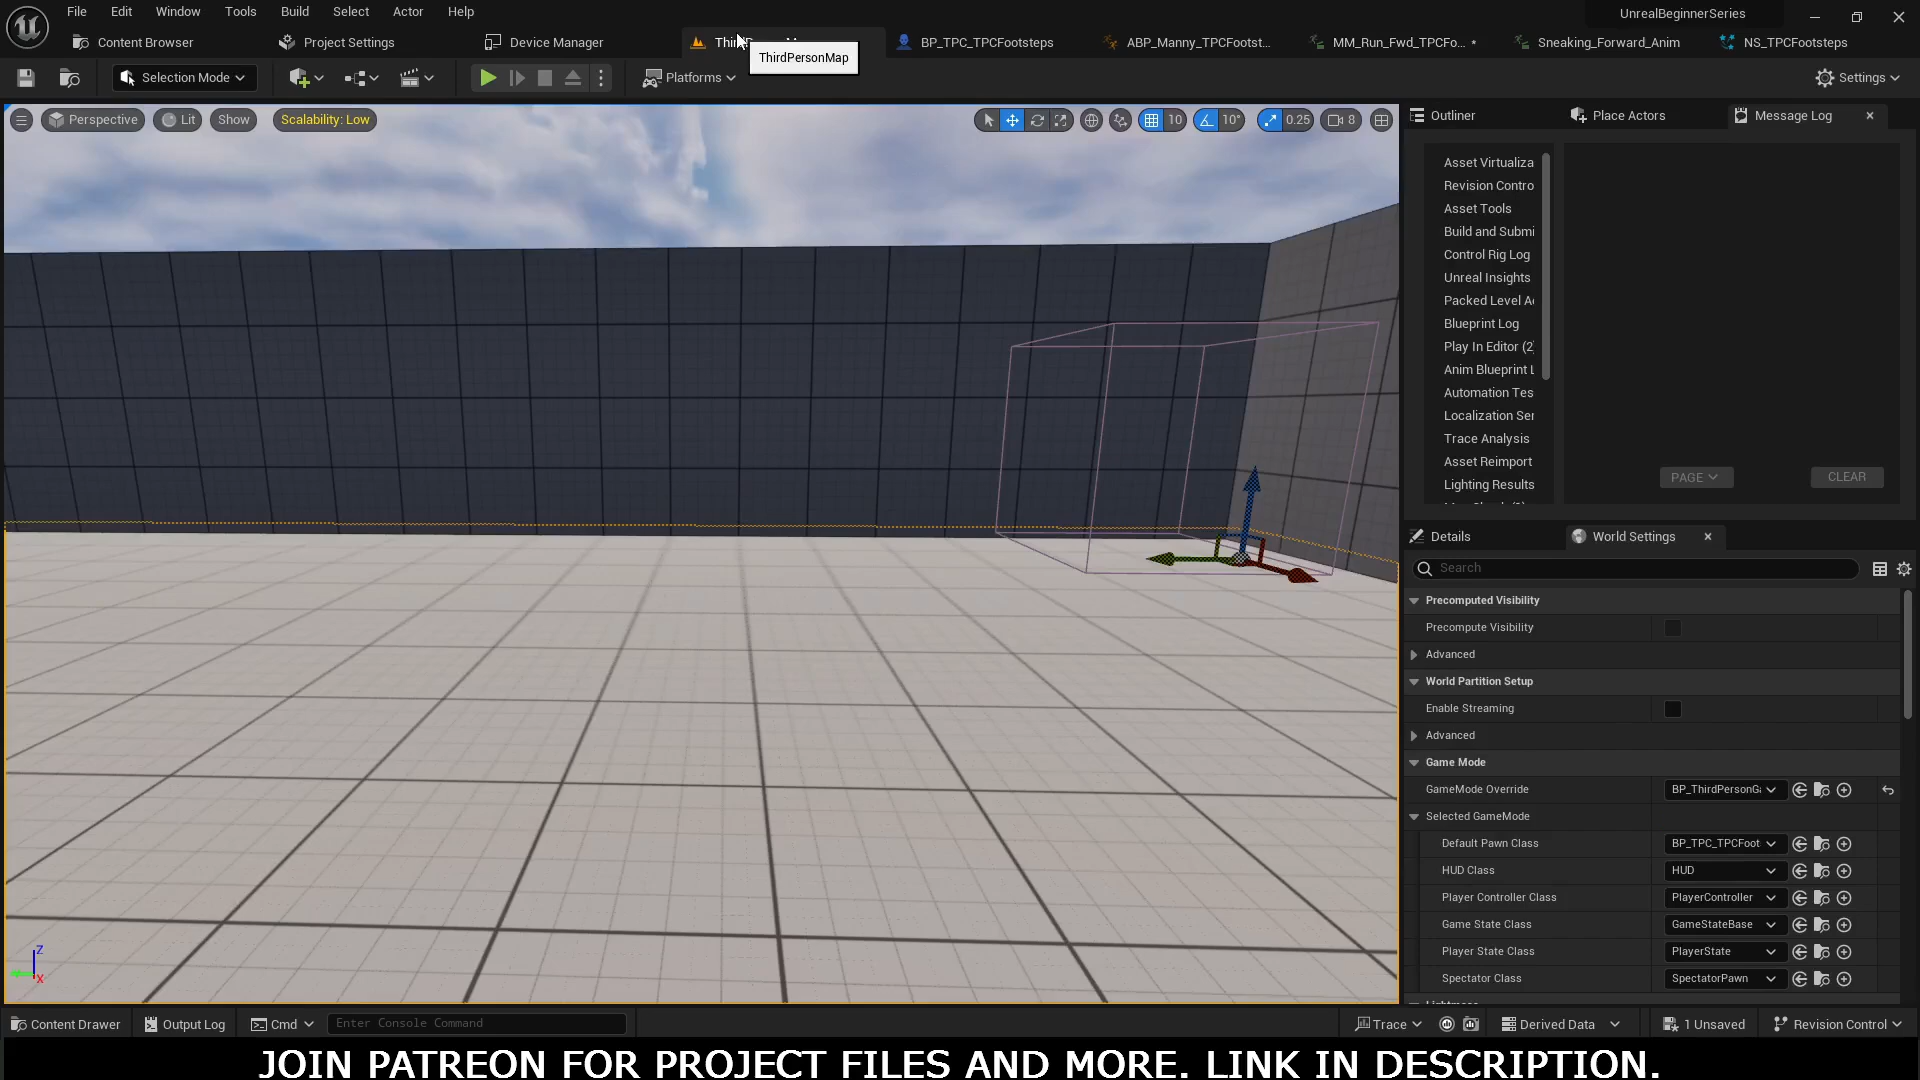 File Edit Window Tools Build Select Actor Help
UnrealBeginnerSeries
Content Browser Project Settings Device Manager BP_TPC_TPCFootsteps ABP_Manny_TPCFootst... MM_Run_Fwd_TPCFo... * Sneaking_Forward_Anim NS_TPCFootsteps
ThirdPersonMap
Selection Mode
Platforms
Settings
Perspective Lit Show Scalability: Low
10 10° 0.25 8
Outliner Place Actors Message Log
Asset Virtualiza
Revision Contro
Asset Tools
Build and Submi
Control Rig Log
Unreal Insights
Packed Level A
Blueprint Log
Play In Editor (2
Anim Blueprint L
Automation Tes
Localization Ser
Trace Analysis
Asset Reimport
Lighting Results
PAGE CLEAR
Details World Settings
Search
Precomputed Visibility
Precompute Visibility
Advanced
World Partition Setup
Enable Streaming
Advanced
Game Mode
GameMode Override BP_ThirdPersonGa
Selected GameMode
Default Pawn Class BP_TPC_TPCFoot
HUD Class HUD
Player Controller Class PlayerController
Game State Class GameStateBase
Player State Class PlayerState
Spectator Class SpectatorPawn
Z
X
Content Drawer Output Log Cmd Enter Console Command
Trace Derived Data 1 Unsaved Revision Control
JOIN PATREON FOR PROJECT FILES AND MORE. LINK IN DESCRIPTION.